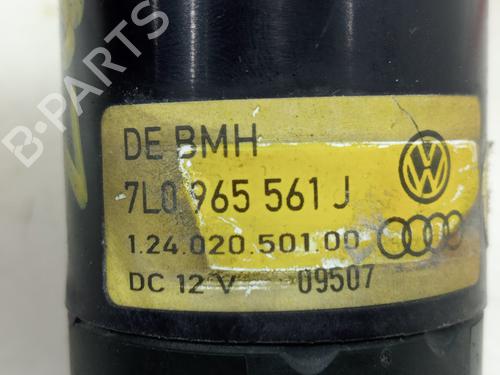 B-PARTS
DE BMH
7L0 965 561 J
1.24.020.501.00
DC 12 V 09507